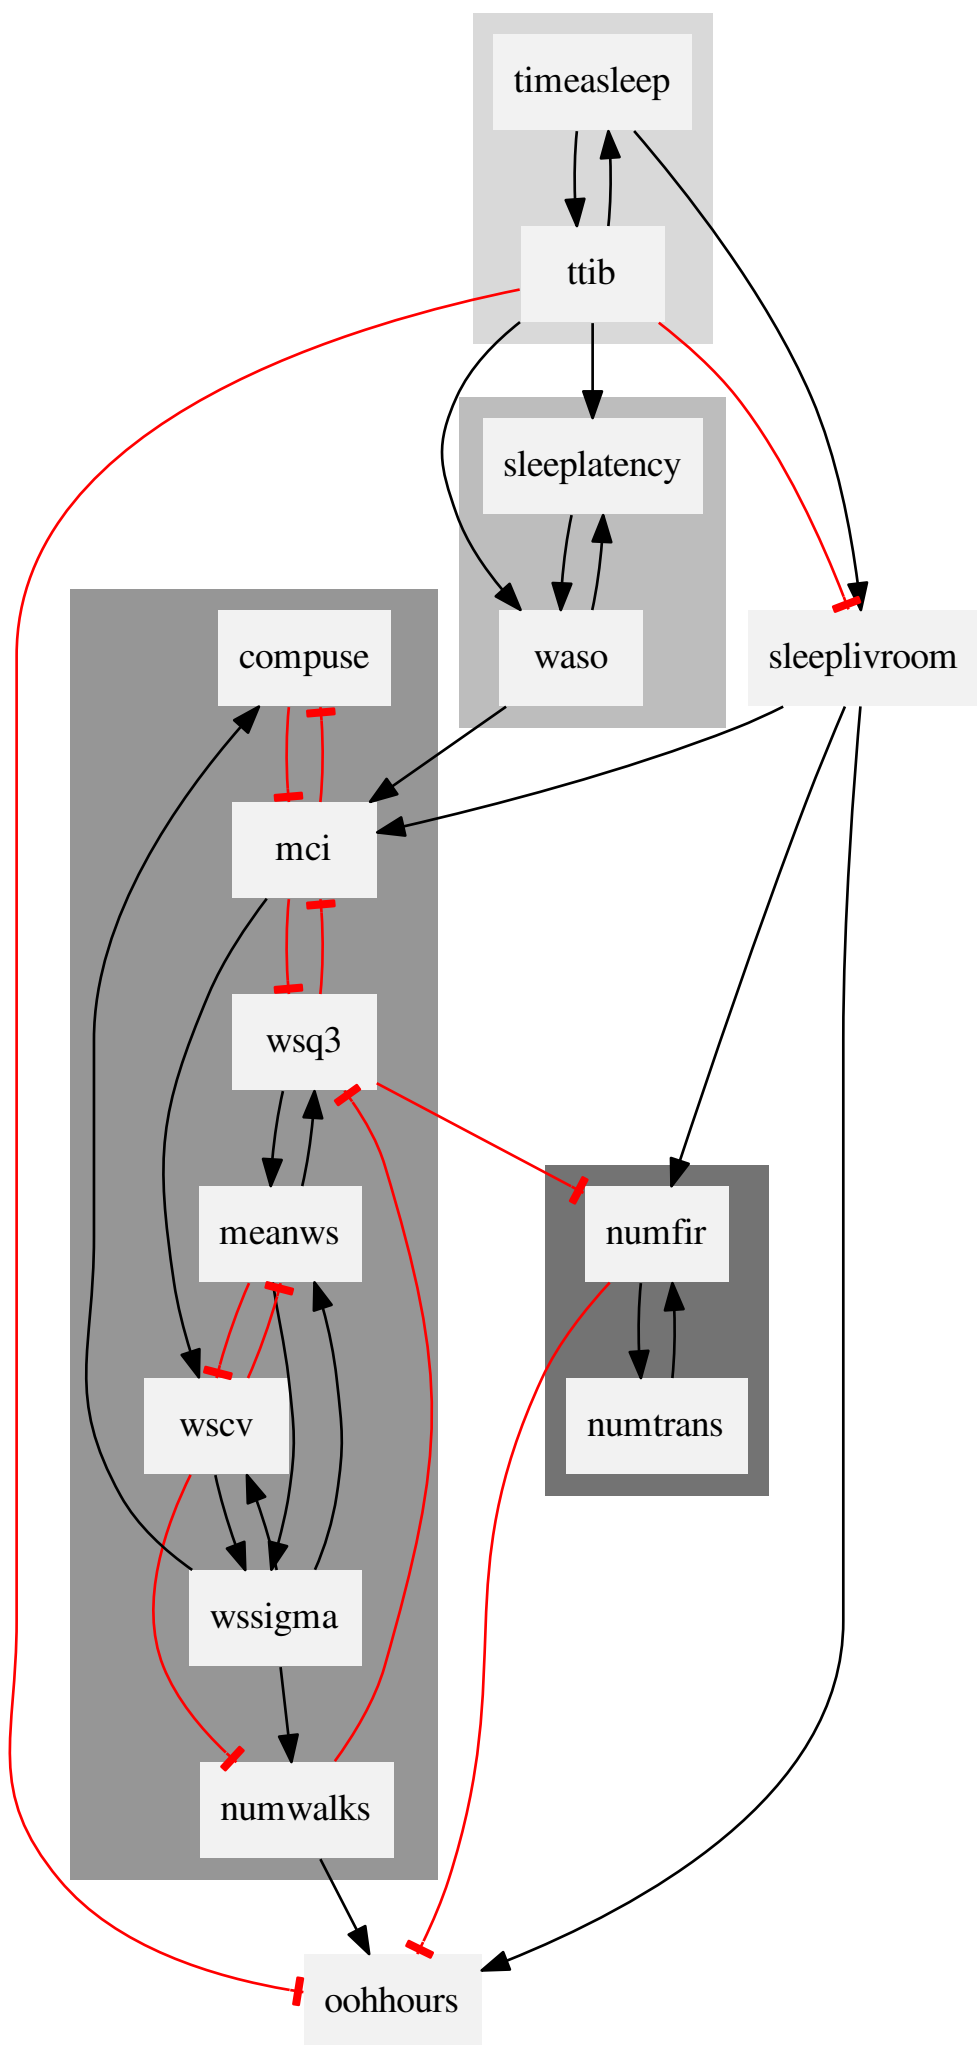 timeasleep
ttib
sleeplatency
compuse
waso
sleeplivroom
mci
wsq3
meanws
numfir
wscv
numtrans
wssigma
numwalks
oohhours